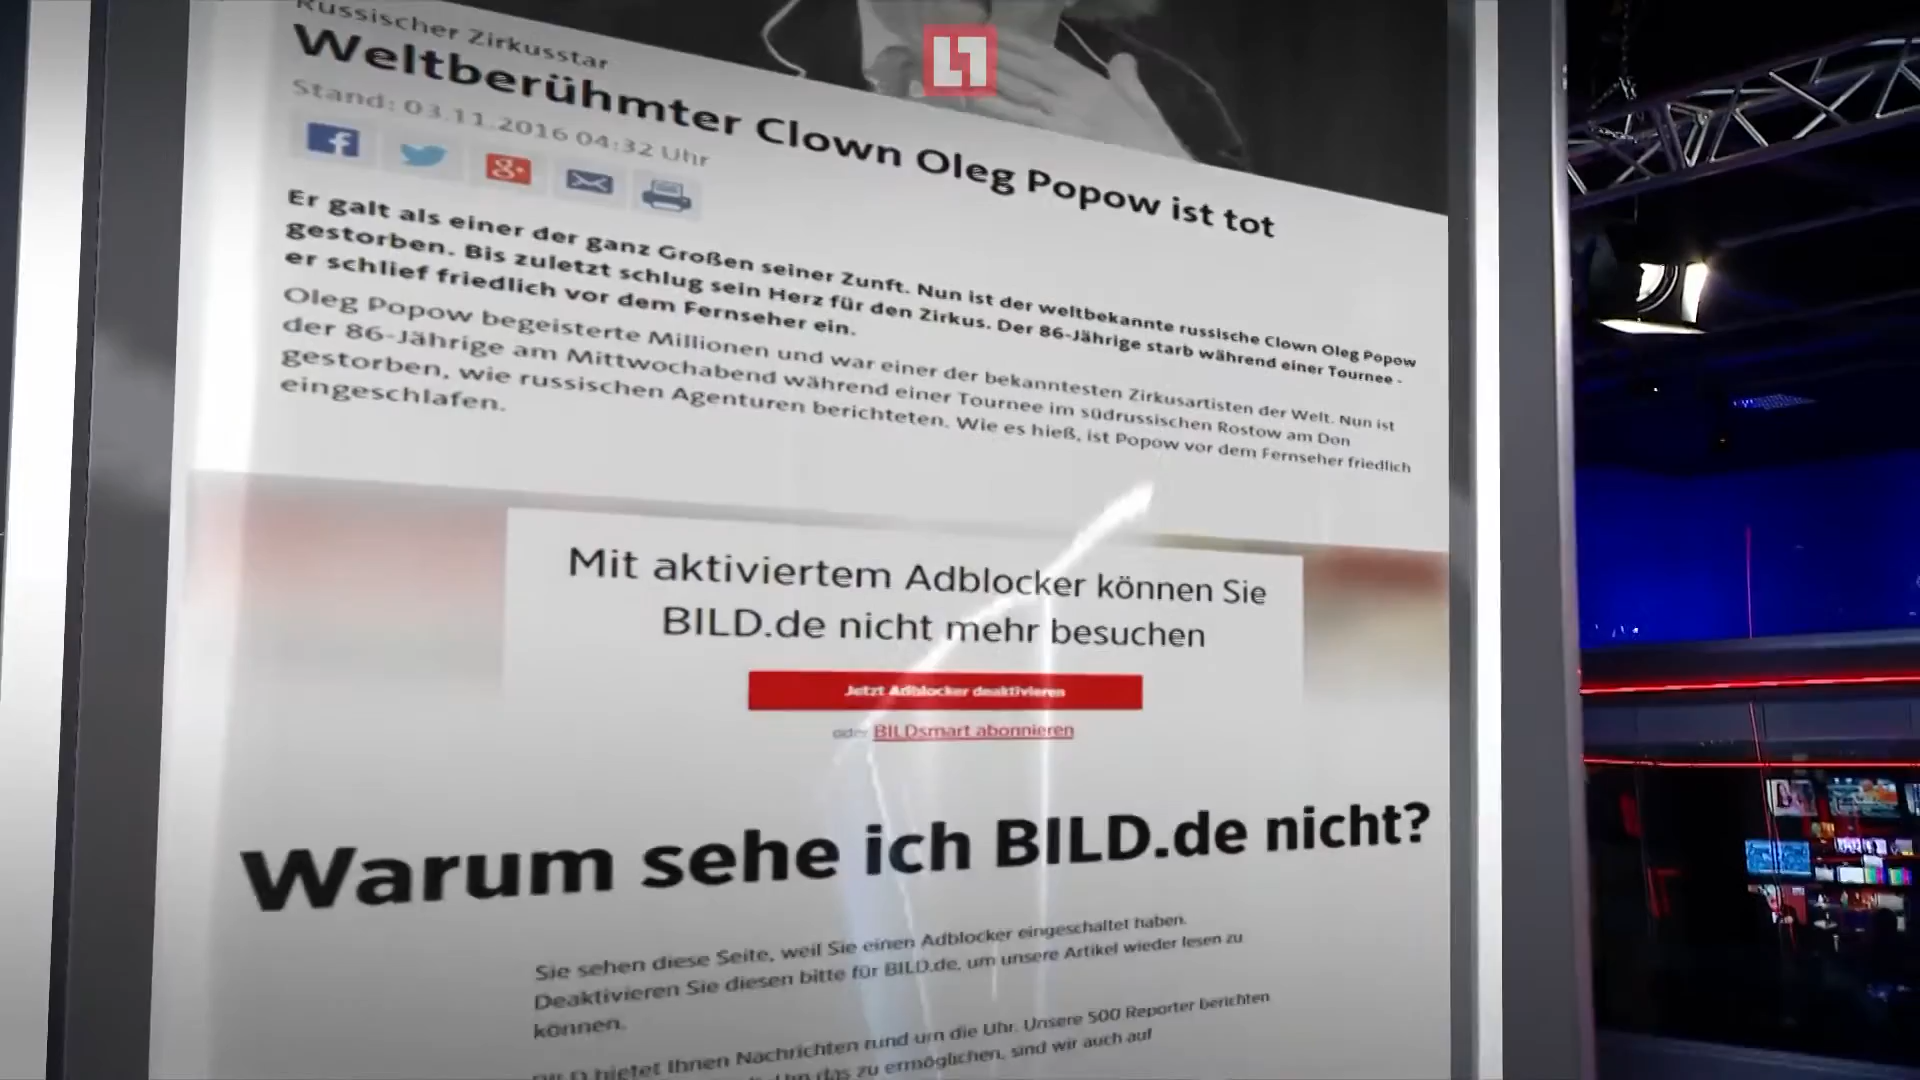 Russischer Zirkusstar
Weltberühmter Clown Oleg Popow ist tot
Stand: 03.11.2016 04:32 Uhr
Er galt als einer der ganz Großen seiner Zunft. Nun ist der weltbekannte russische Clown Oleg Popow
gestorben. Bis zuletzt schlug sein Herz für den Zirkus. Der 86-Jährige starb während einer Tournee -
er schlief friedlich vor dem Fernseher ein.
Oleg Popow begeisterte Millionen und war einer der bekanntesten Zirkusartisten der Welt. Nun ist
der 86-Jährige am Mittwochabend während einer Tournee im südrussischen Rostow am Don
gestorben, wie russischen Agenturen berichteten. Wie es hieß, ist Popow vor dem Fernseher friedlich
eingeschlafen.
Mit aktiviertem Adblocker können Sie
BILD.de nicht mehr besuchen
Jetzt Adblocker deaktivieren
oder BILDsmart abonnieren
Warum sehe ich BILD.de nicht?
Sie sehen diese Seite, weil Sie einen Adblocker eingeschaltet haben.
Deaktivieren Sie diesen bitte für BILD.de, um unsere Artikel wieder lesen zu
können.
bietet Ihnen Nachrichten rund um die Uhr. Unsere 500 Reporter berichten
Um das zu ermöglichen, sind wir auch auf